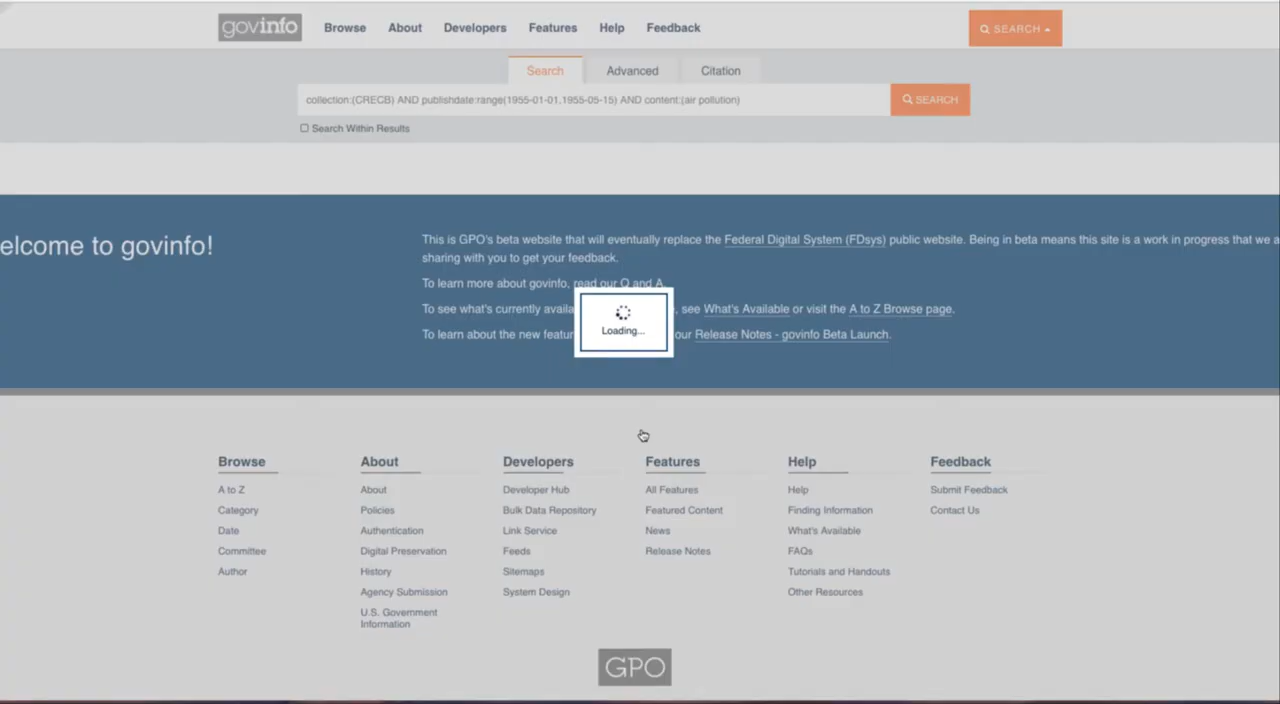 govinfo Browse About Developers Features Help Feedback SEARCH
Search Advanced Citation
collection:(CRECB) AND publishdate:range(1955-01-01,1955-05-15) AND content:(air pollution) SEARCH
Search Within Results
elcome to govinfo!
This is GPO's beta website that will eventually replace the Federal Digital System (FDsys) public website. Being in beta means this site is a work in progress that we a
sharing with you to get your feedback.
To learn more about govinfo, read our Q and A.
To see what's currently availa , see What's Available or visit the A to Z Browse page.
To learn about the new featur our Release Notes - govinfo Beta Launch.
Loading...
Browse About Developers Features Help Feedback
A to Z About Developer Hub All Features Help Submit Feedback
Category Policies Bulk Data Repository Featured Content Finding Information Contact Us
Date Authentication Link Service News What's Available
Committee Digital Preservation Feeds Release Notes FAQs
Author History Sitemaps Tutorials and Handouts
Agency Submission System Design Other Resources
U.S. Government
Information
GPO